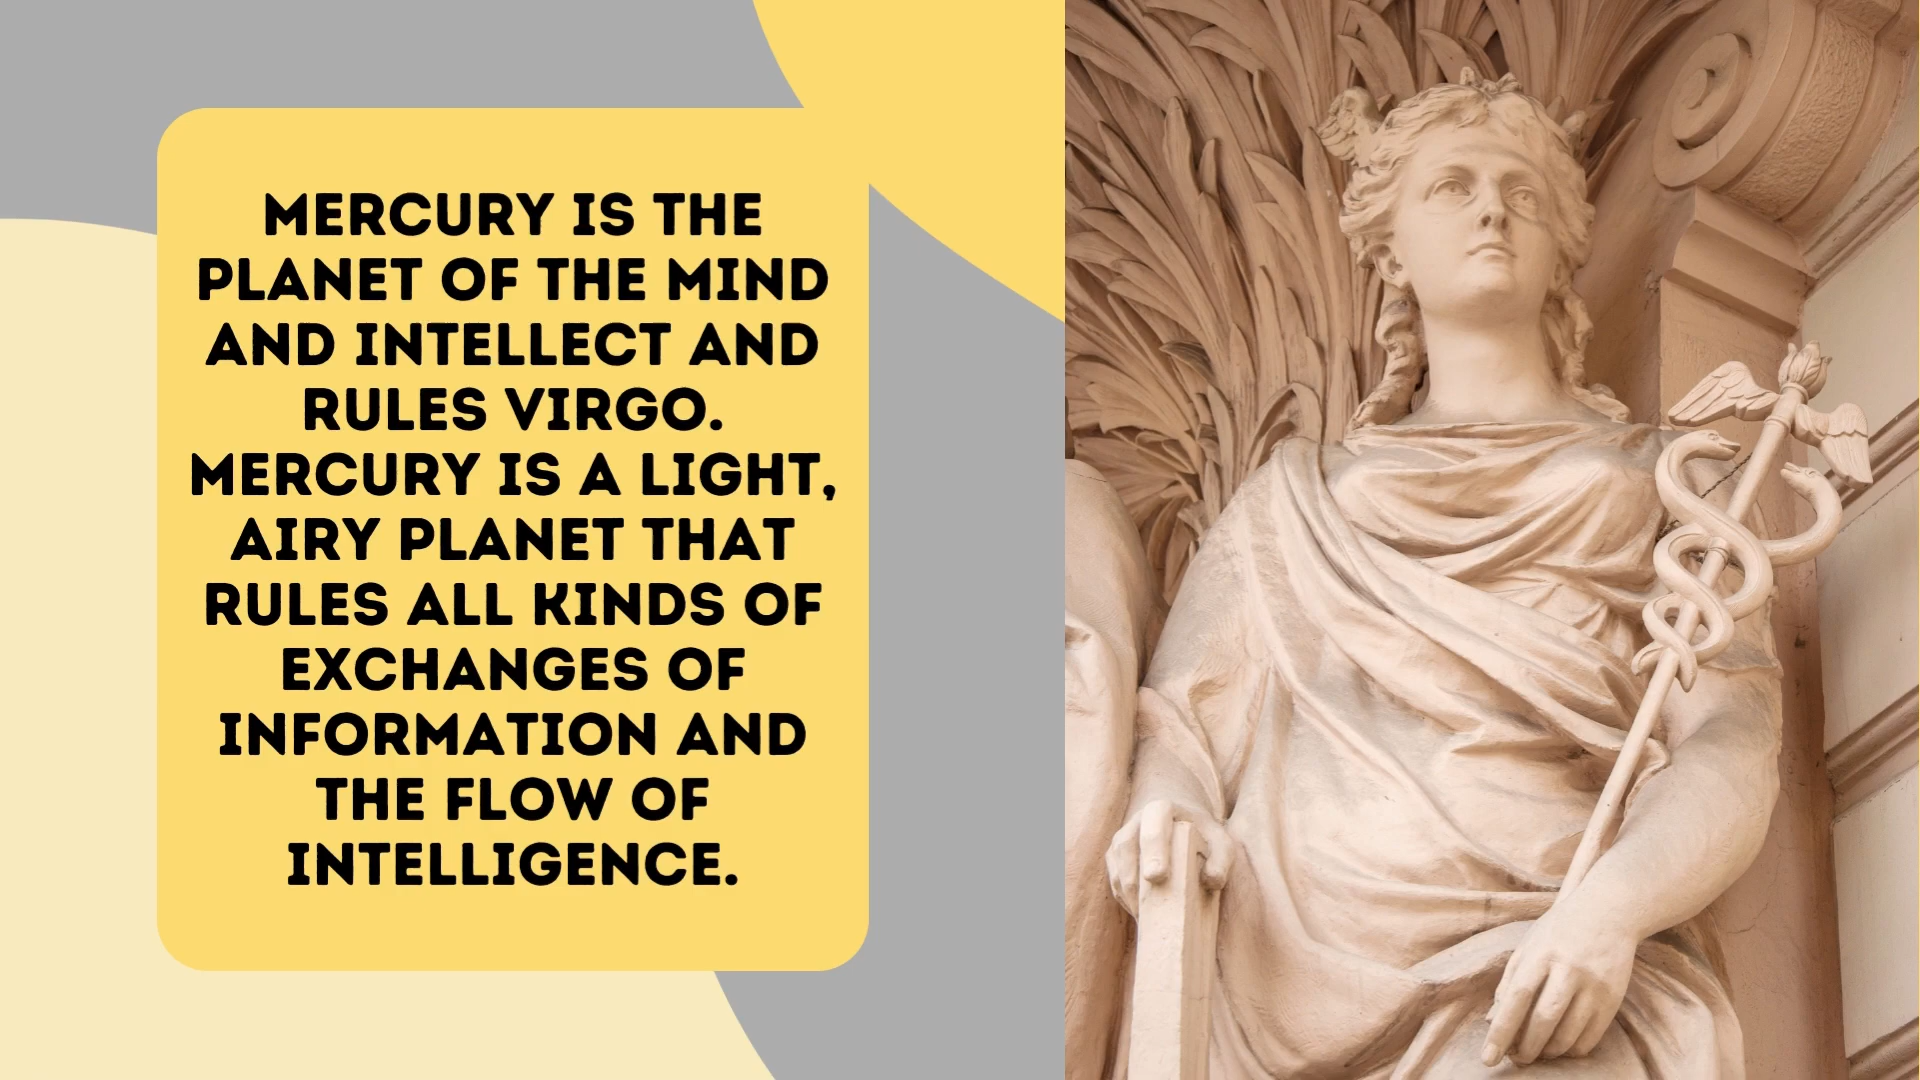 MERCURY IS THE
PLANET OF THE MIND
AND INTELLECT AND
RULES VIRGO.
MERCURY IS A LIGHT,
AIRY PLANET THAT
RULES ALL KINDS OF
EXCHANGES OF
INFORMATION AND
THE FLOW OF
INTELLIGENCE.